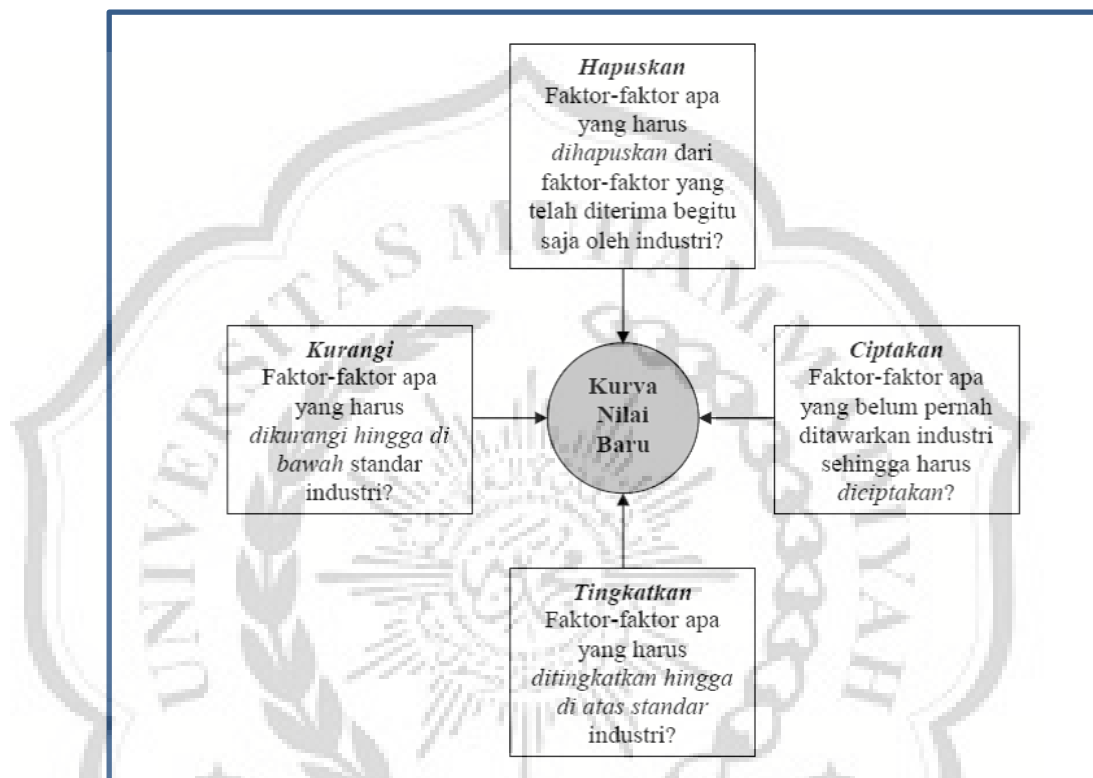 Hapuskan
Faktor-faktor apa
yang harus
dihapuskan dari
faktor-faktor yang
telah diterima begitu
saja oleh industri?
Kurangi
Faktor-faktor apa
yang harus
dikurangi hingga di
bawah standar
industri?
Kurva
Nilai
Baru
Ciptakan
Faktor-faktor apa
yang belum pernah
ditawarkan industri
sehingga harus
diciptakan?
Tingkatkan
Faktor-faktor apa
yang harus
ditingkatkan hingga
di atas standar
industri?
UNIVERSITAS MUHAMMADIYAH